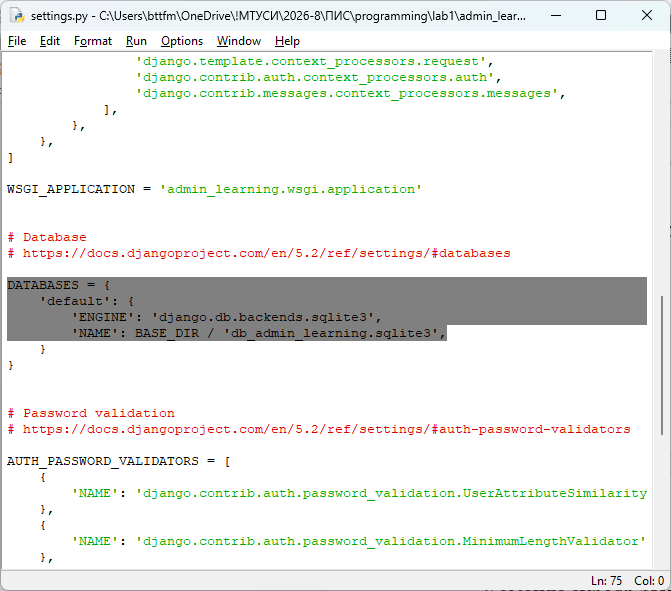 settings.py - C:\Users\bttfm\OneDrive\!МТУСИ\2026-8\ПИС\programming\lab1\admin_lear...
File Edit Format Run Options Window Help
'django.template.context_processors.request',
'django.contrib.auth.context_processors.auth',
'django.contrib.messages.context_processors.messages',
],
},
},
]
WSGI_APPLICATION = 'admin_learning.wsgi.application'
# Database
# https://docs.djangoproject.com/en/5.2/ref/settings/#databases
DATABASES = {
'default': {
'ENGINE': 'django.db.backends.sqlite3',
'NAME': BASE_DIR / 'db_admin_learning.sqlite3',
}
}
# Password validation
# https://docs.djangoproject.com/en/5.2/ref/settings/#auth-password-validators
AUTH_PASSWORD_VALIDATORS = [
{
'NAME': 'django.contrib.auth.password_validation.UserAttributeSimilarity
},
{
'NAME': 'django.contrib.auth.password_validation.MinimumLengthValidator'
},
Ln: 75 Col: 0